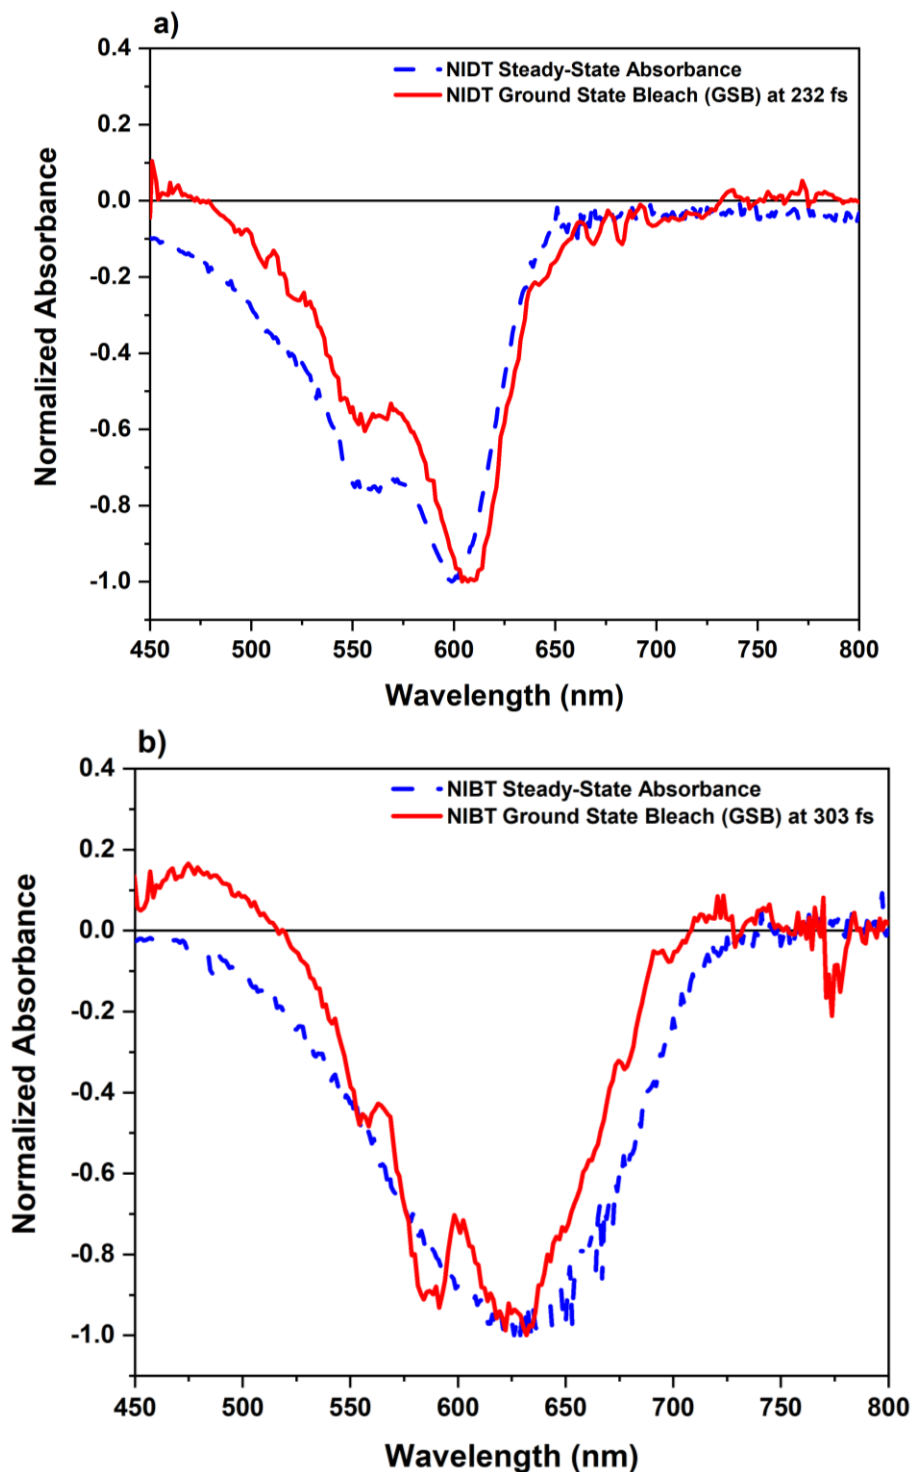 a)
0.4
NIDT Steady-State Absorbance
NIDT Ground State Bleach (GSB) at 232 fs
0.2
0.0
-0.2
-0.4
-0.6
-0.8
-1.0
Normalized Absorbance
450 500 550 600 650 700 750 800
Wavelength (nm)
b)
0.4
NIBT Steady-State Absorbance
NIBT Ground State Bleach (GSB) at 303 fs
0.2
0.0
-0.2
-0.4
-0.6
-0.8
-1.0
Normalized Absorbance
450 500 550 600 650 700 750 800
Wavelength (nm)